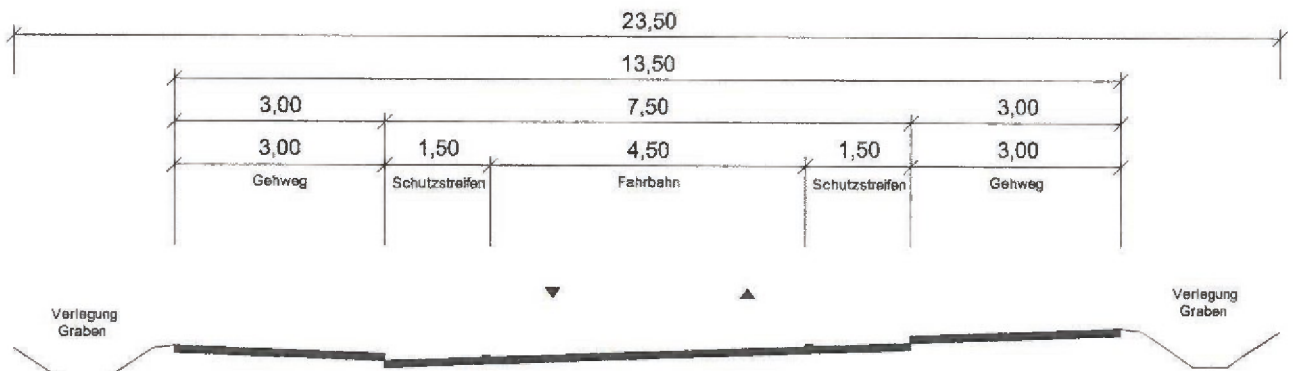 23,50
13,50
3,00 7,50 3,00
3,00 1,50 4,50 1,50 3,00
Gehweg Schutzstreifen Fahrbahn Schutzstreifen Gehweg
Verlegung
Graben
Verlegung
Graben